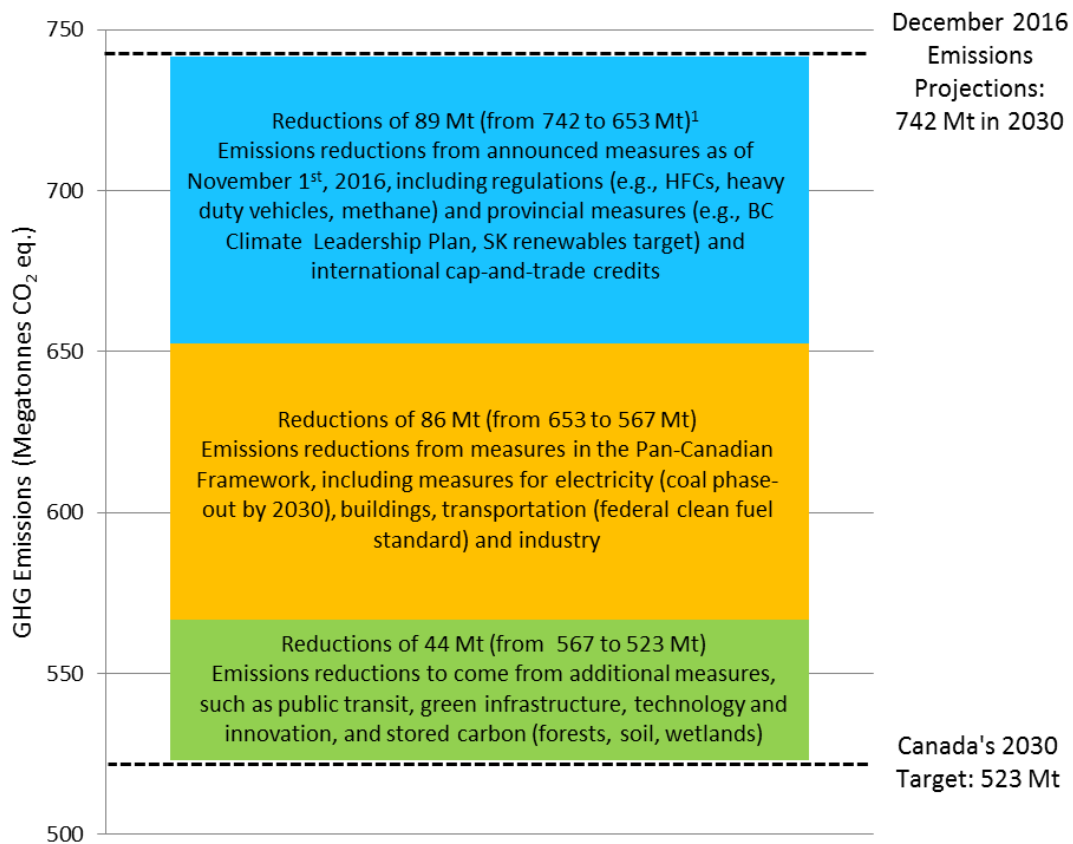 750
December 2016
Emissions
Projections:
742 Mt in 2030
Reductions of 89 Mt (from 742 to 653 Mt)¹
Emissions reductions from announced measures as of
November 1ˢᵗ, 2016, including regulations (e.g., HFCs, heavy
duty vehicles, methane) and provincial measures (e.g., BC
Climate Leadership Plan, SK renewables target) and
international cap-and-trade credits
700
GHG Emissions (Megatonnes CO₂ eq.)
650
Reductions of 86 Mt (from 653 to 567 Mt)
Emissions reductions from measures in the Pan-Canadian
Framework, including measures for electricity (coal phase-
out by 2030), buildings, transportation (federal clean fuel
standard) and industry
600
Reductions of 44 Mt (from 567 to 523 Mt)
Emissions reductions to come from additional measures,
such as public transit, green infrastructure, technology and
innovation, and stored carbon (forests, soil, wetlands)
550
Canada's 2030
Target: 523 Mt
500